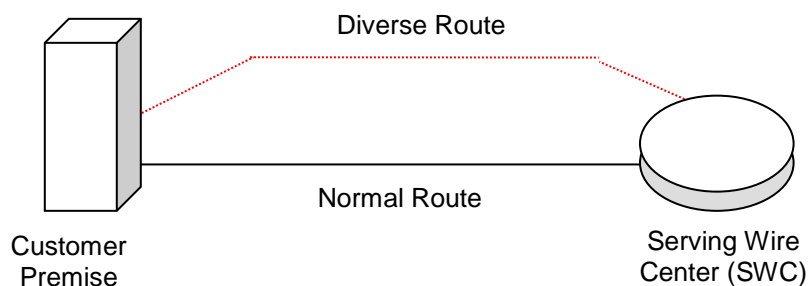 Diverse Route
Normal Route
Customer
Premise
Serving Wire
Center (SWC)